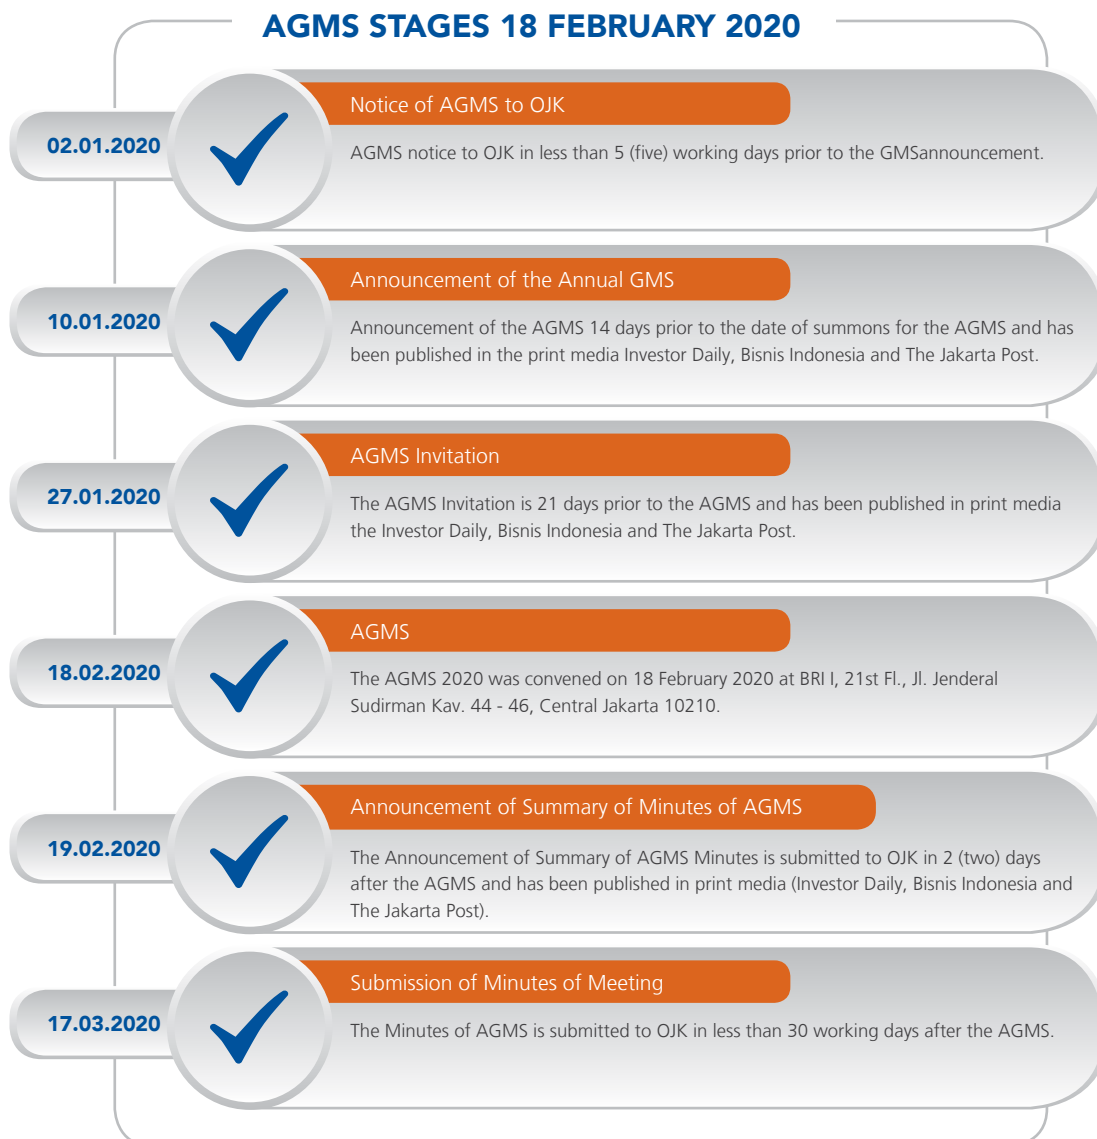 AGMS STAGES 18 FEBRUARY 2020
02.01.2020
Notice of AGMS to OJK
AGMS notice to OJK in less than 5 (five) working days prior to the GMSannouncement.
10.01.2020
Announcement of the Annual GMS
Announcement of the AGMS 14 days prior to the date of summons for the AGMS and has
been published in the print media Investor Daily, Bisnis Indonesia and The Jakarta Post.
27.01.2020
AGMS Invitation
The AGMS Invitation is 21 days prior to the AGMS and has been published in print media
the Investor Daily, Bisnis Indonesia and The Jakarta Post.
18.02.2020
AGMS
The AGMS 2020 was convened on 18 February 2020 at BRI I, 21st Fl., Jl. Jenderal
Sudirman Kav. 44 - 46, Central Jakarta 10210.
19.02.2020
Announcement of Summary of Minutes of AGMS
The Announcement of Summary of AGMS Minutes is submitted to OJK in 2 (two) days
after the AGMS and has been published in print media (Investor Daily, Bisnis Indonesia and
The Jakarta Post).
17.03.2020
Submission of Minutes of Meeting
The Minutes of AGMS is submitted to OJK in less than 30 working days after the AGMS.